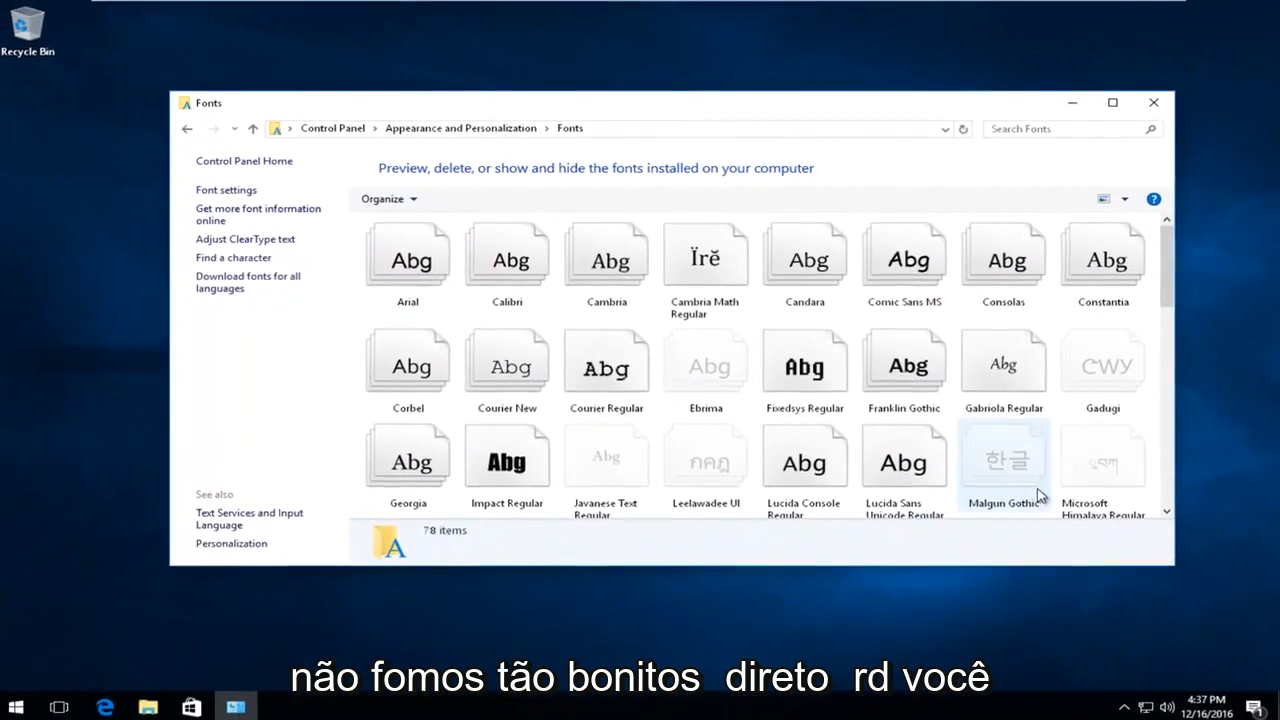 Recycle Bin
Fonts
Control Panel > Appearance and Personalization > Fonts
Search Fonts
Control Panel Home
Font settings
Get more font information
online
Adjust ClearType text
Find a character
Download fonts for all
languages
See also
Text Services and Input
Language
Personalization
Preview, delete, or show and hide the fonts installed on your computer
Organize
?
Abg Abg Abg Ïrĕ Abg Abg Abg Abg
Arial Calibri Cambria Cambria Math Candara Comic Sans MS Consolas Constantia
Regular
Abg Abg Abg Abg Abg Abg Abg ᏣᎳᎩ
Corbel Courier New Courier Regular Ebrima Fixedsys Regular Franklin Gothic Gabriola Regular Gadugi
Abg Abg Abg กคฎ Abg Abg 한글
Georgia Impact Regular Javanese Text Leelawadee UI Lucida Console Lucida Sans Malgun Gothic Microsoft
Regular Regular Unicode Regular Himalaya Regular
A
78 items
não fomos tão bonitos direto rd você
4:37 PM
12/16/2016
1